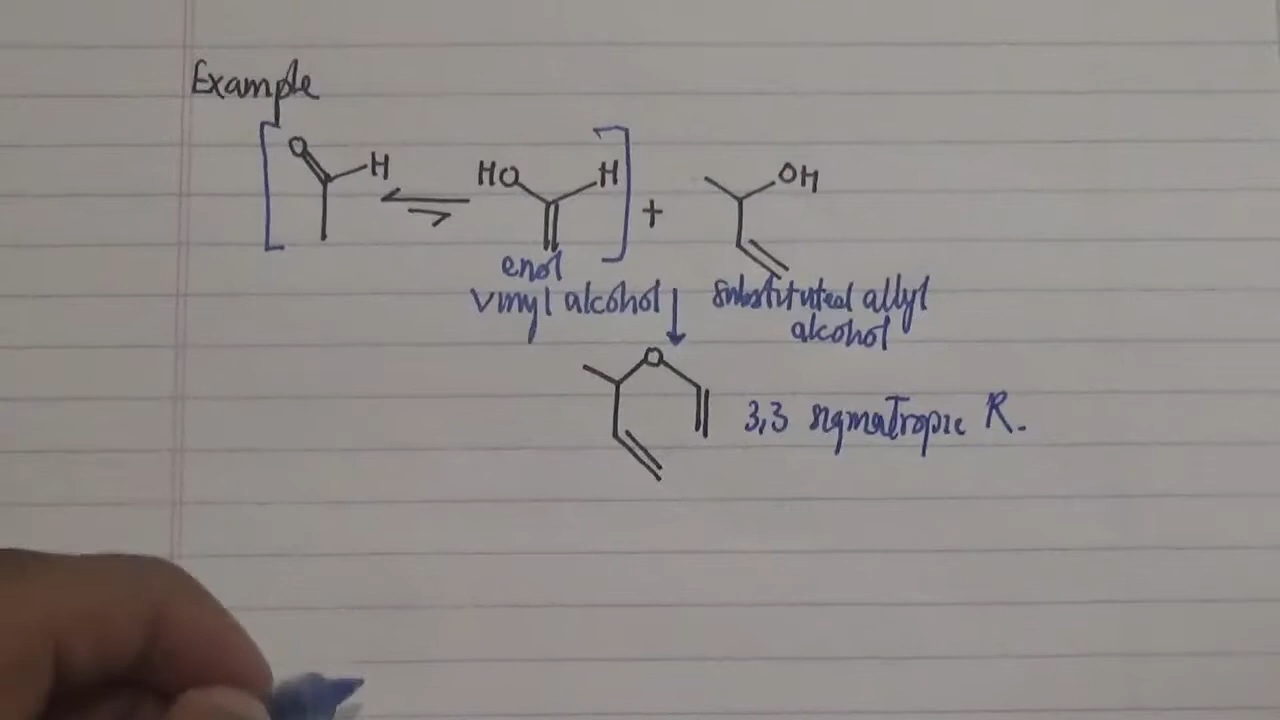 Example
O H HO H + OH
enol
vinyl alcohol substituted allyl
alcohol
O
3,3 sigmatropic R.